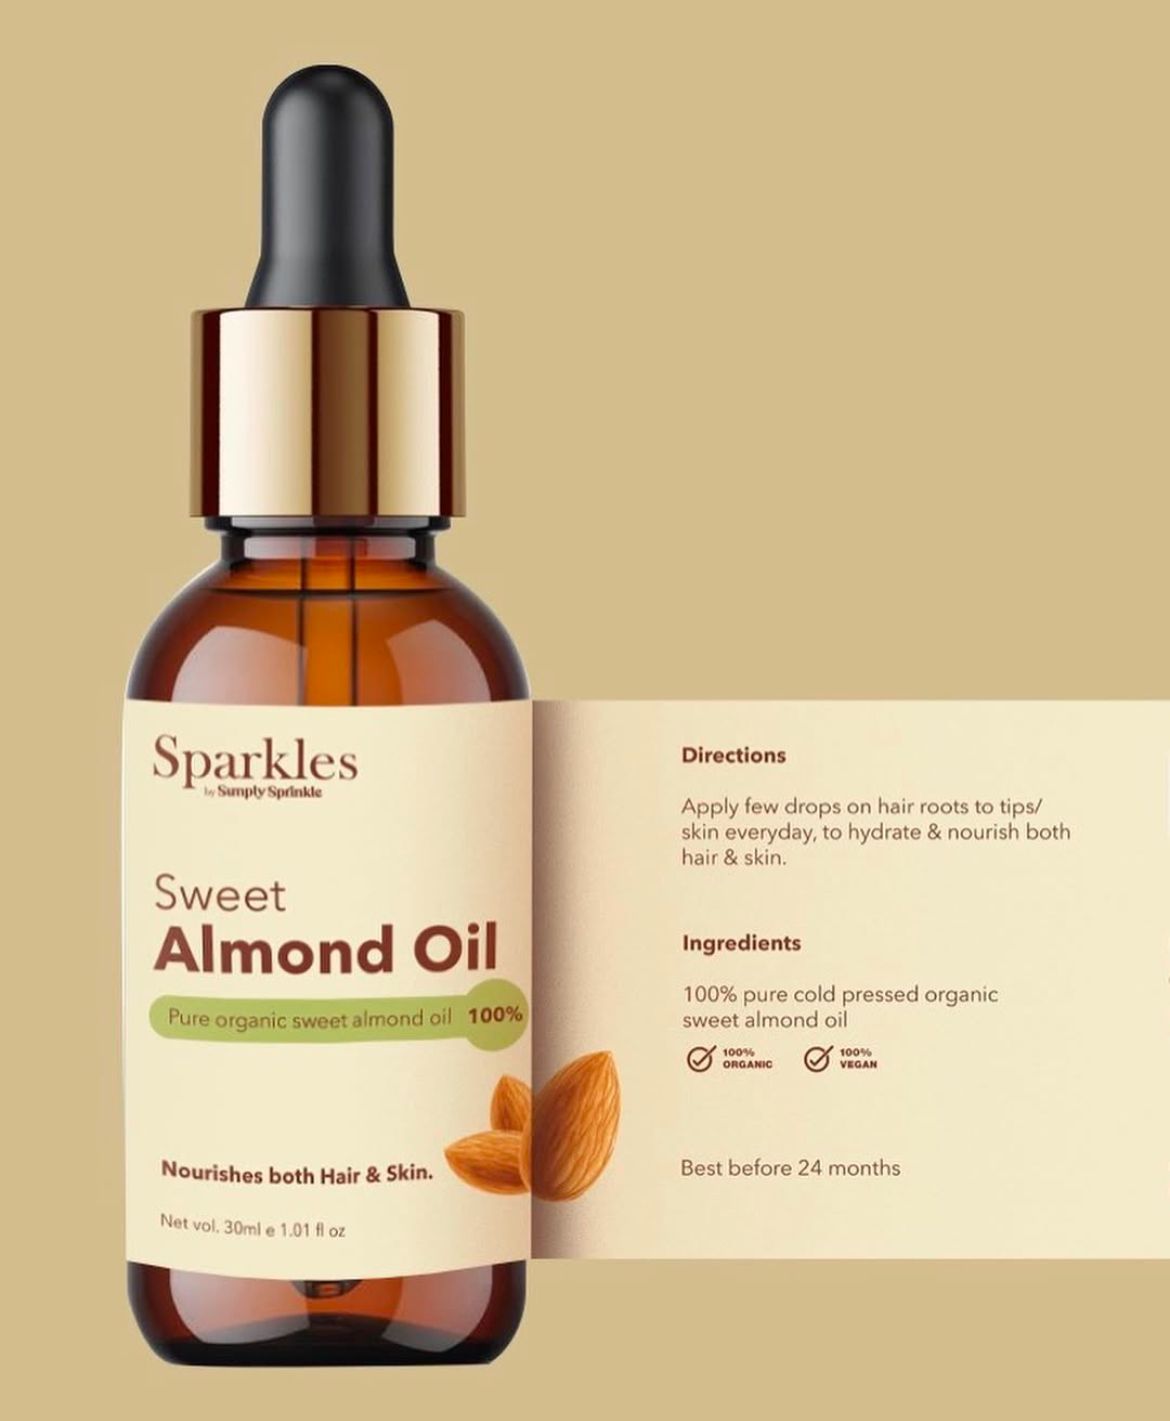 Sparkles
by Simply Sprinkle
Sweet
Almond Oil
Pure organic sweet almond oil 100%
Nourishes both Hair & Skin.
Net vol. 30ml e 1.01 fl oz
Directions
Apply few drops on hair roots to tips/
skin everyday, to hydrate & nourish both
hair & skin.
Ingredients
100% pure cold pressed organic
sweet almond oil
100%
ORGANIC
100%
VEGAN
Best before 24 months